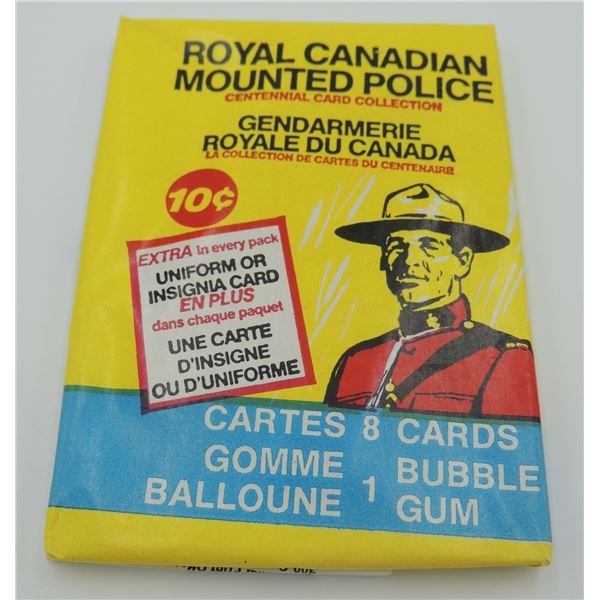 ROYAL CANADIAN
MOUNTED POLICE
CENTENNIAL CARD COLLECTION
GENDARMERIE
ROYALE DU CANADA
LA COLLECTION DE CARTES DU CENTENAIRE
10¢
EXTRA in every pack
UNIFORM OR
INSIGNIA CARD
EN PLUS
dans chaque paquet
UNE CARTE
D'INSIGNE
OU D'UNIFORME
CARTES 8 CARDS
GOMME 1 BUBBLE
BALLOUNE GUM